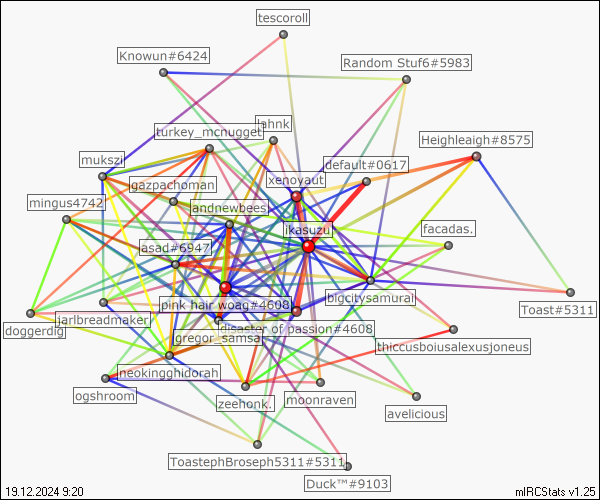 tescoroll
Knowun#6424
Random Stuf6#5983
turkey_mcnugget
Heighleaigh#8575
mukszi
default#0617
xenoyaut
gazpachoman
mingus4742
andnewbees
ikasuzu
facadas.
asad#6947
pink hair woag#4608
bigcitysamurai
Toast#5311
jarlbreadmaker
disaster of passion#4608
doggerdig
gregor_samsa
thiccusboiusalexusjoneus
neokingghidorah
ogshroom
zeehonk.
moonraven
avelicious
ToastephBroseph5311#5311
Duck™#9103
19.12.2024 9:20
mIRCStats v1.25